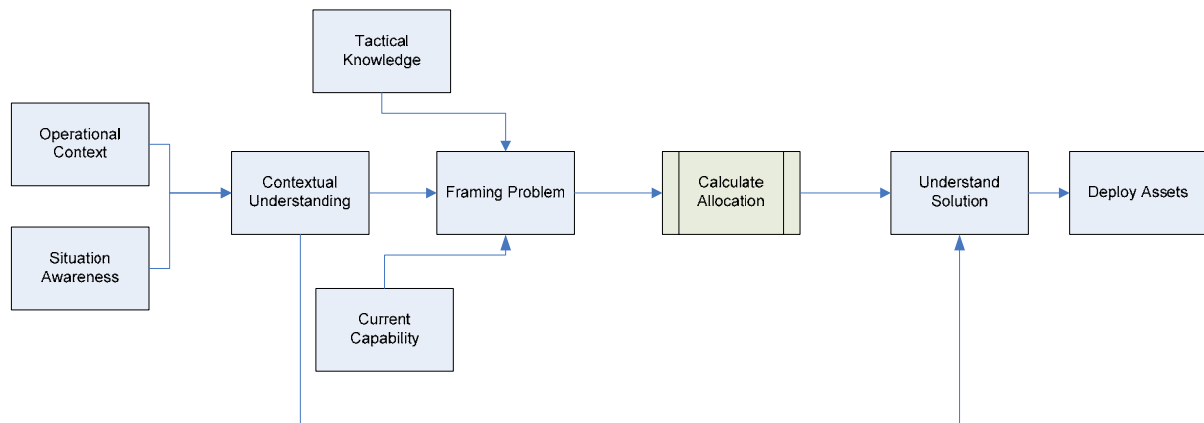 Tactical
Knowledge
Operational
Context
Situation
Awareness
Contextual
Understanding
Framing Problem
Current
Capability
Calculate
Allocation
Understand
Solution
Deploy Assets